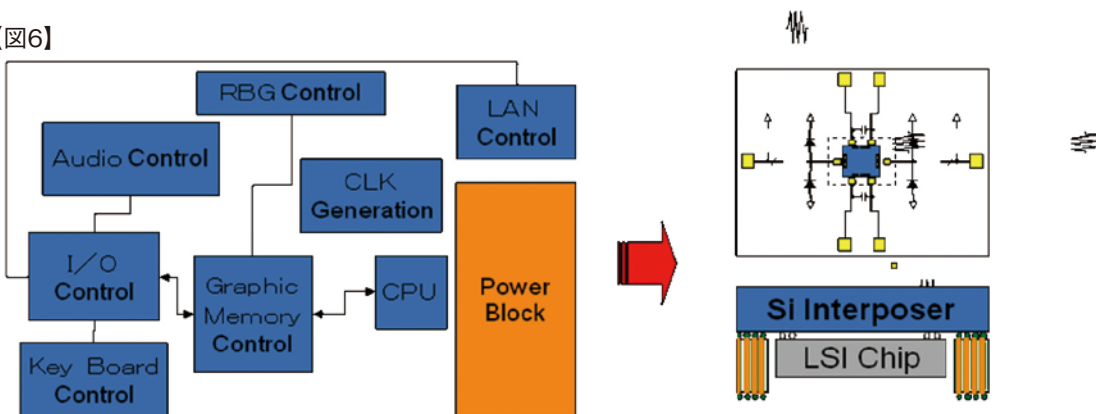 【図6】
RBG Control
LAN
Control
Audio Control
CLK
Generation
I/O
Control
Graphic
Memory
Control
CPU
Power
Block
Key Board
Control
Si Interposer
LSI Chip